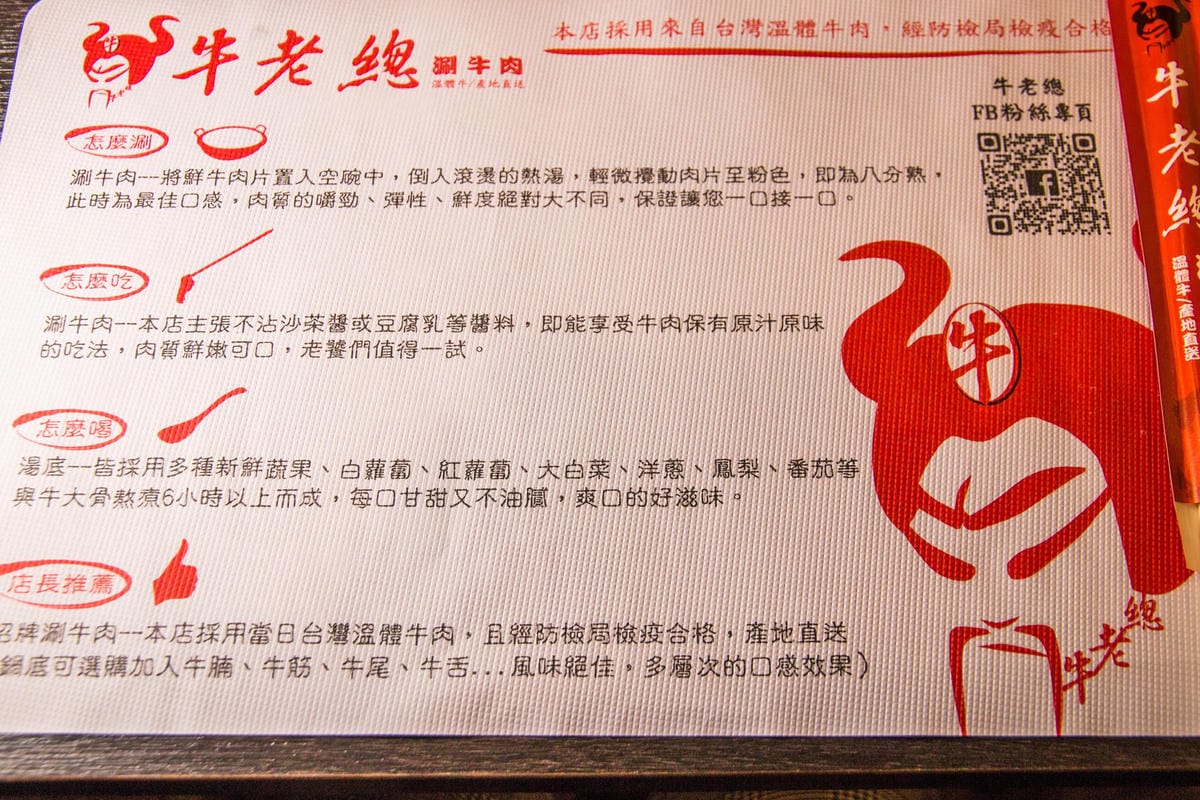 牛老總 涮牛肉
溫體牛/產地直送
本店採用來自台灣溫體牛肉，經防檢局檢疫合格
牛老總
FB粉絲專頁
怎麼涮
涮牛肉--將鮮牛肉片置入空碗中，倒入滾燙的熱湯，輕微擾動肉片至粉色，即為八分熟，
此時為最佳口感，肉質的嚼勁、彈性、鮮度絕對大不同，保證讓您一口接一口。
怎麼吃
涮牛肉--本店主張不沾沙茶醬或豆腐乳等醬料，即能享受牛肉保有原汁原味
的吃法，肉質鮮嫩可口，老饕們值得一試。
怎麼喝
湯底--皆採用多種新鮮蔬果、白蘿蔔、紅蘿蔔、大白菜、洋蔥、鳳梨、番茄等
與牛大骨熬煮6小時以上而成，每口甘甜又不油膩，爽口的好滋味。
店長推薦
招牌涮牛肉--本店採用當日台灣溫體牛肉，且經防檢局檢疫合格，產地直送
鍋底可選購加入牛腩、牛筋、牛尾、牛舌...風味絕佳，多層次的口感效果)
牛
牛老總
牛老總
溫體牛/產地直送